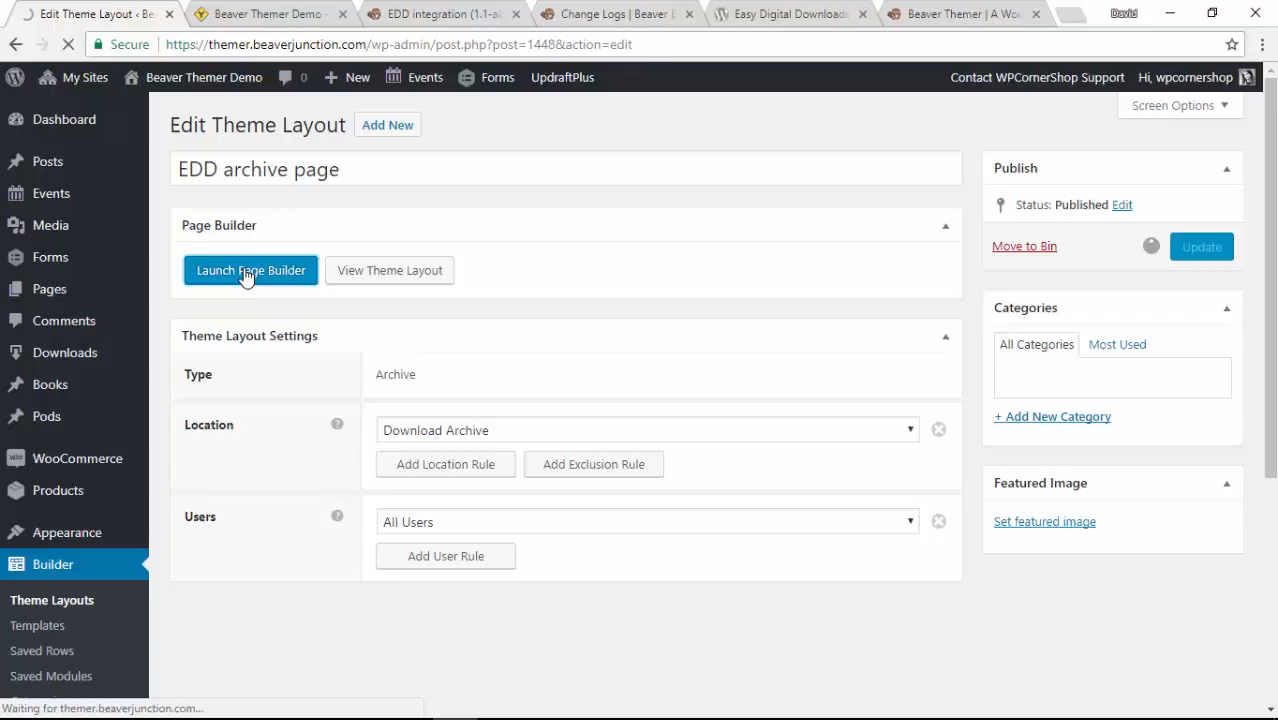 Edit Theme Layout ‹ Be
Beaver Themer Demo -
EDD integration (1.1-al
Change Logs | Beaver B
Easy Digital Downloads
Beaver Themer | A Wo
David
Secure
https://themer.beaverjunction.com/wp-admin/post.php?post=1448&action=edit
My Sites
Beaver Themer Demo
0
New
Events
Forms
UpdraftPlus
Contact WPCornerShop Support
Hi, wpcornershop
Screen Options
Dashboard
Posts
Events
Media
Forms
Pages
Comments
Downloads
Books
Pods
WooCommerce
Products
Appearance
Builder
Theme Layouts
Templates
Saved Rows
Saved Modules
Edit Theme Layout
Add New
EDD archive page
Page Builder
Launch Page Builder
View Theme Layout
Theme Layout Settings
Type
Archive
Location
Download Archive
Add Location Rule
Add Exclusion Rule
Users
All Users
Add User Rule
Publish
Status: Published Edit
Move to Bin
Update
Categories
All Categories
Most Used
+ Add New Category
Featured Image
Set featured image
Waiting for themer.beaverjunction.com...